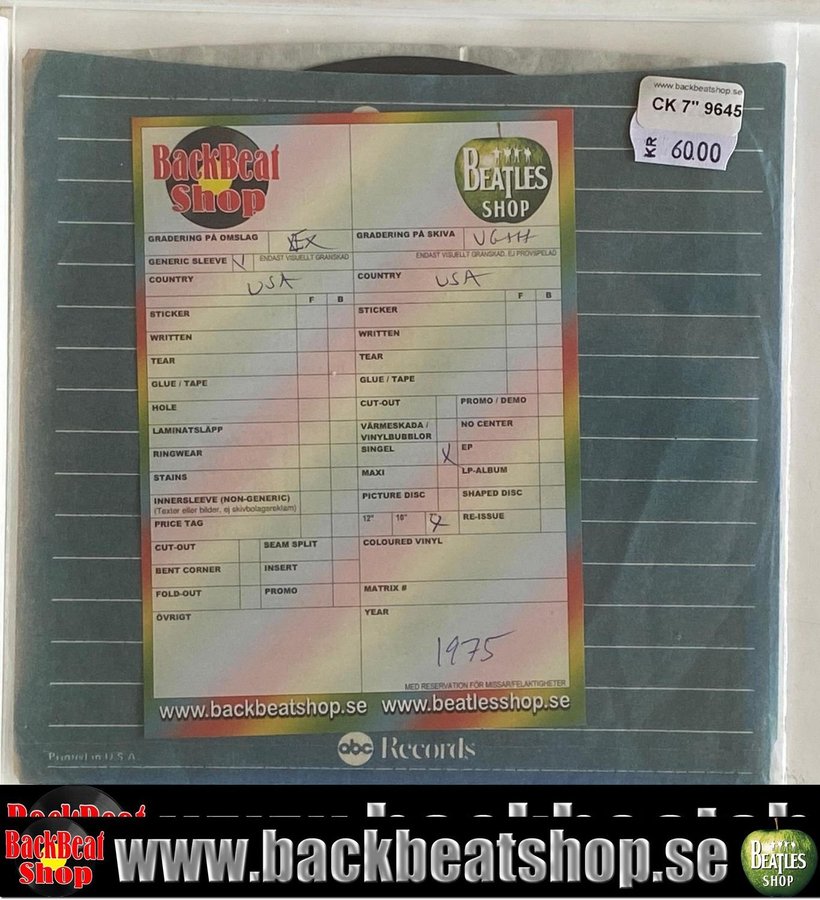 www.backbeatshop.se
CK 7" 9645
KR 60.00
BackBeat
Shop
BEATLES
SHOP
GRADERING PÅ OMSLAG EX
GRADERING PÅ SKIVA VG+++
GENERIC SLEEVE ENDAST VISUELLT GRANSKAD
ENDAST VISUELLT GRANSKAD, EJ PROVSPELAD
COUNTRY USA
COUNTRY USA
F B
F B
STICKER
STICKER
WRITTEN
WRITTEN
TEAR
TEAR
GLUE / TAPE
GLUE / TAPE
HOLE
CUT-OUT PROMO / DEMO
LAMINATSLÄPP
VÄRMESKADA /
VINYLBUBBLOR
NO CENTER
RINGWEAR
SINGEL X EP
STAINS
MAXI LP-ALBUM
INNERSLEEVE (NON-GENERIC)
(Texter eller bilder, ej skivbolagsreklam)
PICTURE DISC SHAPED DISC
PRICE TAG
12" 10" RE-ISSUE
CUT-OUT BEAM SPLIT
COLOURED VINYL
BENT CORNER INSERT
FOLD-OUT PROMO
MATRIX #
ÖVRIGT
YEAR
1975
MED RESERVATION FÖR MISSAR/FELAKTIGHETER
www.backbeatshop.se www.beatlesshop.se
Printed in U.S.A.
abc Records
BackBeat
BackBeat
Shop
www.backbeatshop.se
BEATLES
SHOP